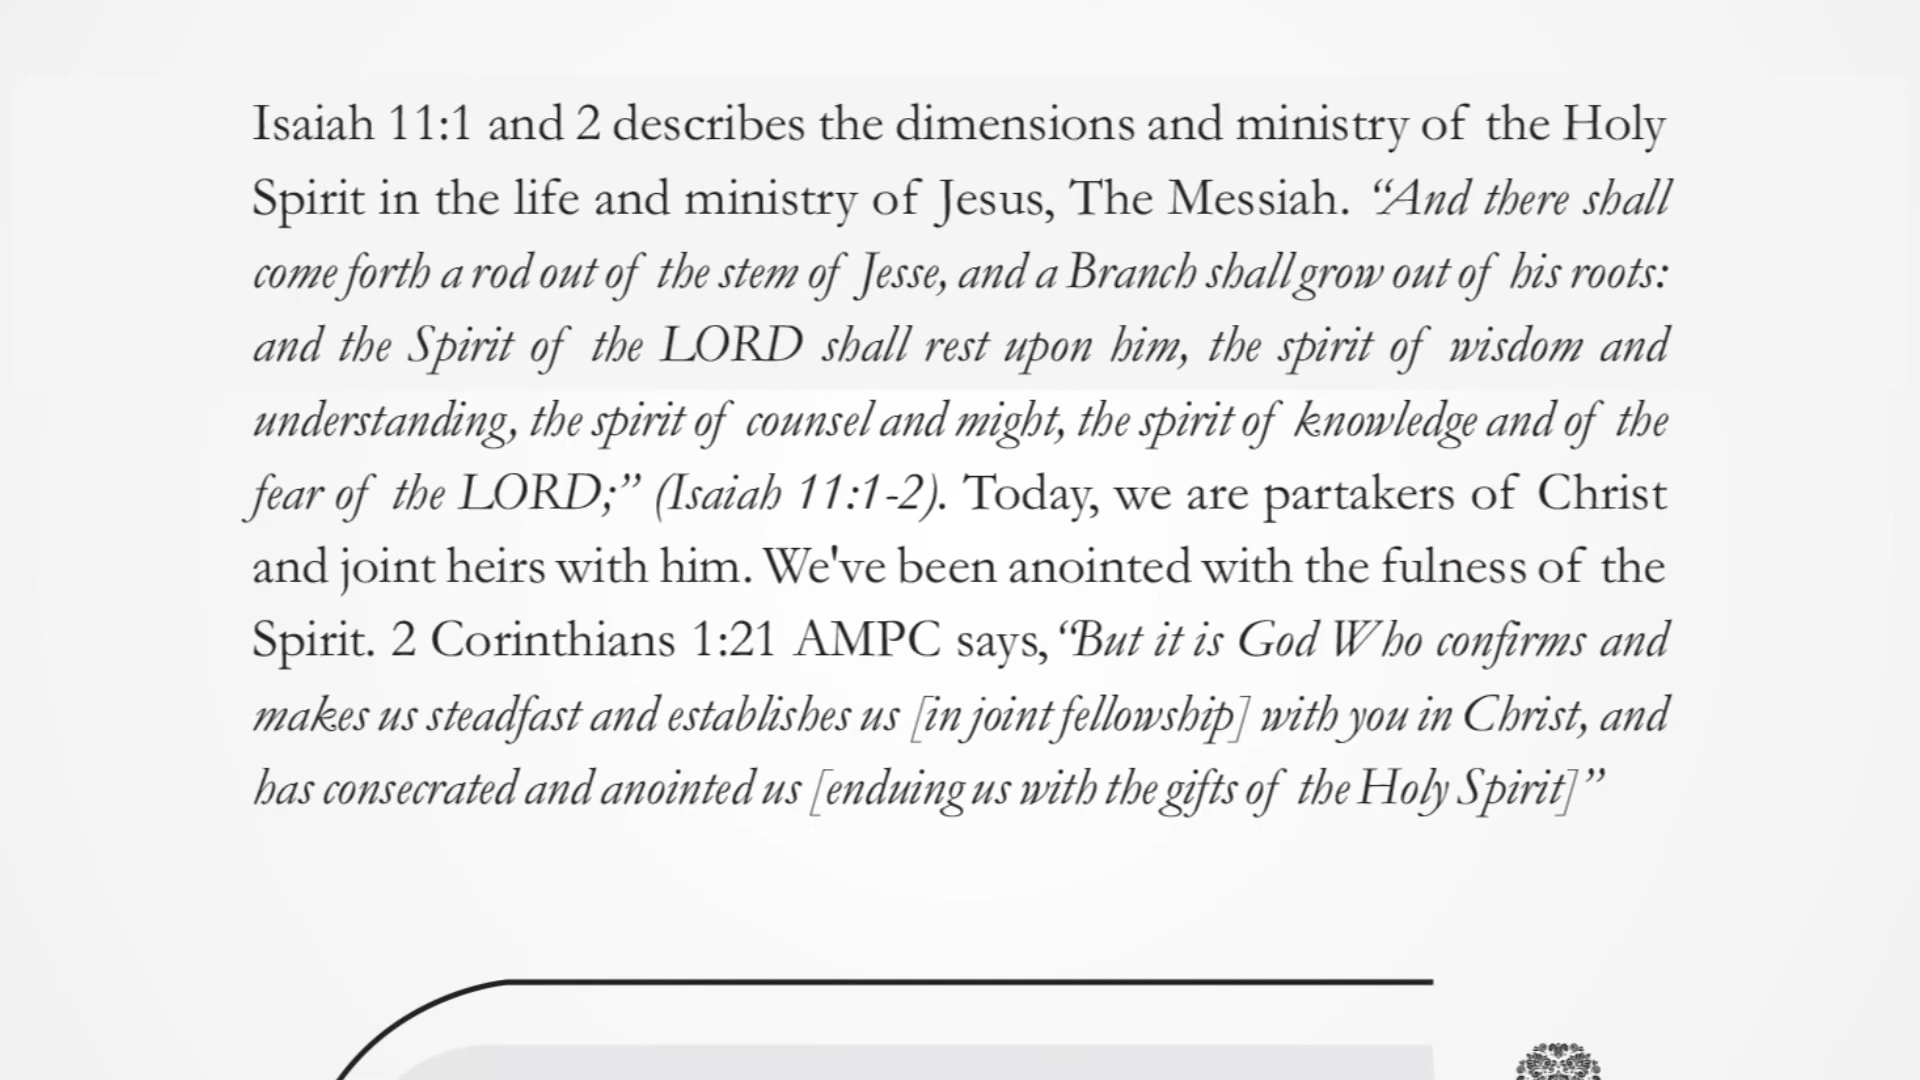 Isaiah 11:1 and 2 describes the dimensions and ministry of the Holy
Spirit in the life and ministry of Jesus, The Messiah. “And there shall
come forth a rod out of the stem of Jesse, and a Branch shall grow out of his roots:
and the Spirit of the LORD shall rest upon him, the spirit of wisdom and
understanding, the spirit of counsel and might, the spirit of knowledge and of the
fear of the LORD;” (Isaiah 11:1-2). Today, we are partakers of Christ
and joint heirs with him. We've been anointed with the fulness of the
Spirit. 2 Corinthians 1:21 AMPC says, “But it is God Who confirms and
makes us steadfast and establishes us [in joint fellowship] with you in Christ, and
has consecrated and anointed us [enduing us with the gifts of the Holy Spirit]”